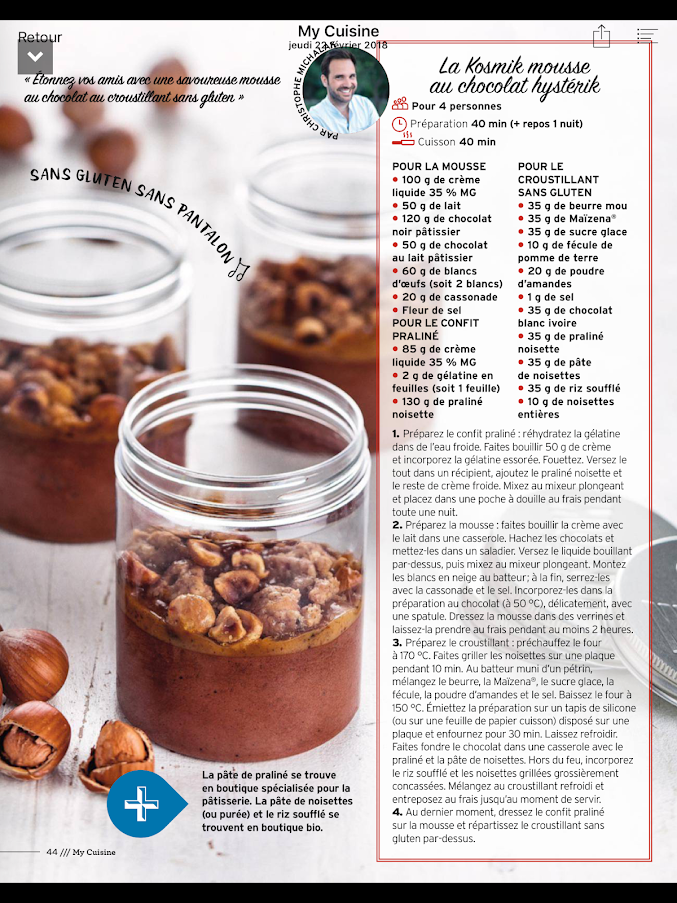 Retour
My Cuisine
jeudi 22 février 2018
« Étonnez vos amis avec une savoureuse mousse
au chocolat au croustillant sans gluten »
PAR CHRISTOPHE MICHALAK
SANS GLUTEN SANS PANTALON
La Kosmik mousse
au chocolat hystérik
Pour 4 personnes
Préparation 40 min (+ repos 1 nuit)
Cuisson 40 min
POUR LA MOUSSE
• 100 g de crème
liquide 35 % MG
• 50 g de lait
• 120 g de chocolat
noir pâtissier
• 50 g de chocolat
au lait pâtissier
• 60 g de blancs
d'œufs (soit 2 blancs)
• 20 g de cassonade
• Fleur de sel
POUR LE CONFIT
PRALINÉ
• 85 g de crème
liquide 35 % MG
• 2 g de gélatine en
feuilles (soit 1 feuille)
• 130 g de praliné
noisette
POUR LE
CROUSTILLANT
SANS GLUTEN
• 35 g de beurre mou
• 35 g de Maïzena®
• 35 g de sucre glace
• 10 g de fécule de
pomme de terre
• 20 g de poudre
d'amandes
• 1 g de sel
• 35 g de chocolat
blanc ivoire
• 35 g de praliné
noisette
• 35 g de pâte
de noisettes
• 35 g de riz soufflé
• 10 g de noisettes
entières
1. Préparez le confit praliné : réhydratez la gélatine
dans de l'eau froide. Faites bouillir 50 g de crème
et incorporez la gélatine essorée. Fouettez. Versez le
tout dans un récipient, ajoutez le praliné noisette et
le reste de crème froide. Mixez au mixeur plongeant
et placez dans une poche à douille au frais pendant
toute une nuit.
2. Préparez la mousse : faites bouillir la crème avec
le lait dans une casserole. Hachez les chocolats et
mettez-les dans un saladier. Versez le liquide bouillant
par-dessus, puis mixez au mixeur plongeant. Montez
les blancs en neige au batteur ; à la fin, serrez-les
avec la cassonade et le sel. Incorporez-les dans la
préparation au chocolat (à 50 °C), délicatement, avec
une spatule. Dressez la mousse dans des verrines et
laissez-la prendre au frais pendant au moins 2 heures.
3. Préparez le croustillant : préchauffez le four
à 170 °C. Faites griller les noisettes sur une plaque
pendant 10 min. Au batteur muni d'un pétrin,
mélangez le beurre, la Maïzena®, le sucre glace, la
fécule, la poudre d'amandes et le sel. Baissez le four à
150 °C. Émiettez la préparation sur un tapis de silicone
(ou sur une feuille de papier cuisson) disposé sur une
plaque et enfournez pour 30 min. Laissez refroidir.
Faites fondre le chocolat dans une casserole avec le
praliné et la pâte de noisettes. Hors du feu, incorporez
le riz soufflé et les noisettes grillées grossièrement
concassées. Mélangez au croustillant refroidi et
entreposez au frais jusqu'au moment de servir.
4. Au dernier moment, dressez le confit praliné
sur la mousse et répartissez le croustillant sans
gluten par-dessus.
La pâte de praliné se trouve
en boutique spécialisée pour la
pâtisserie. La pâte de noisettes
(ou purée) et le riz soufflé se
trouvent en boutique bio.
44 /// My Cuisine